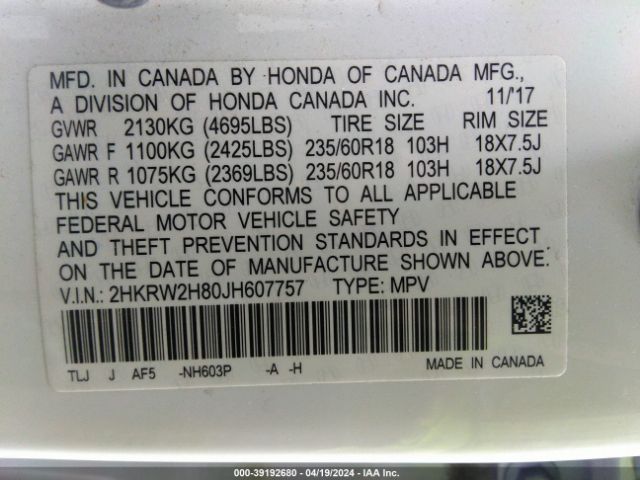 MFD. IN CANADA BY HONDA OF CANADA MFG.,
A DIVISION OF HONDA CANADA INC. 11/'17
GVWR 2130KG (4695LBS) TIRE SIZE RIM SIZE
GAWR F 1100KG (2425LBS) 235/60R18 103H 18X7.5J
GAWR R 1075KG (2369LBS) 235/60R18 103H 18X7.5J
THIS VEHICLE CONFORMS TO ALL APPLICABLE
FEDERAL MOTOR VEHICLE SAFETY
AND THEFT PREVENTION STANDARDS IN EFFECT
ON THE DATE OF MANUFACTURE SHOWN ABOVE.
V.I.N.: 2HKRW2H80JH607757 TYPE: MPV
TLJ J AF5 -NH603P -A -H MADE IN CANADA
000-39192680 - 04/19/2024 - IAA Inc.